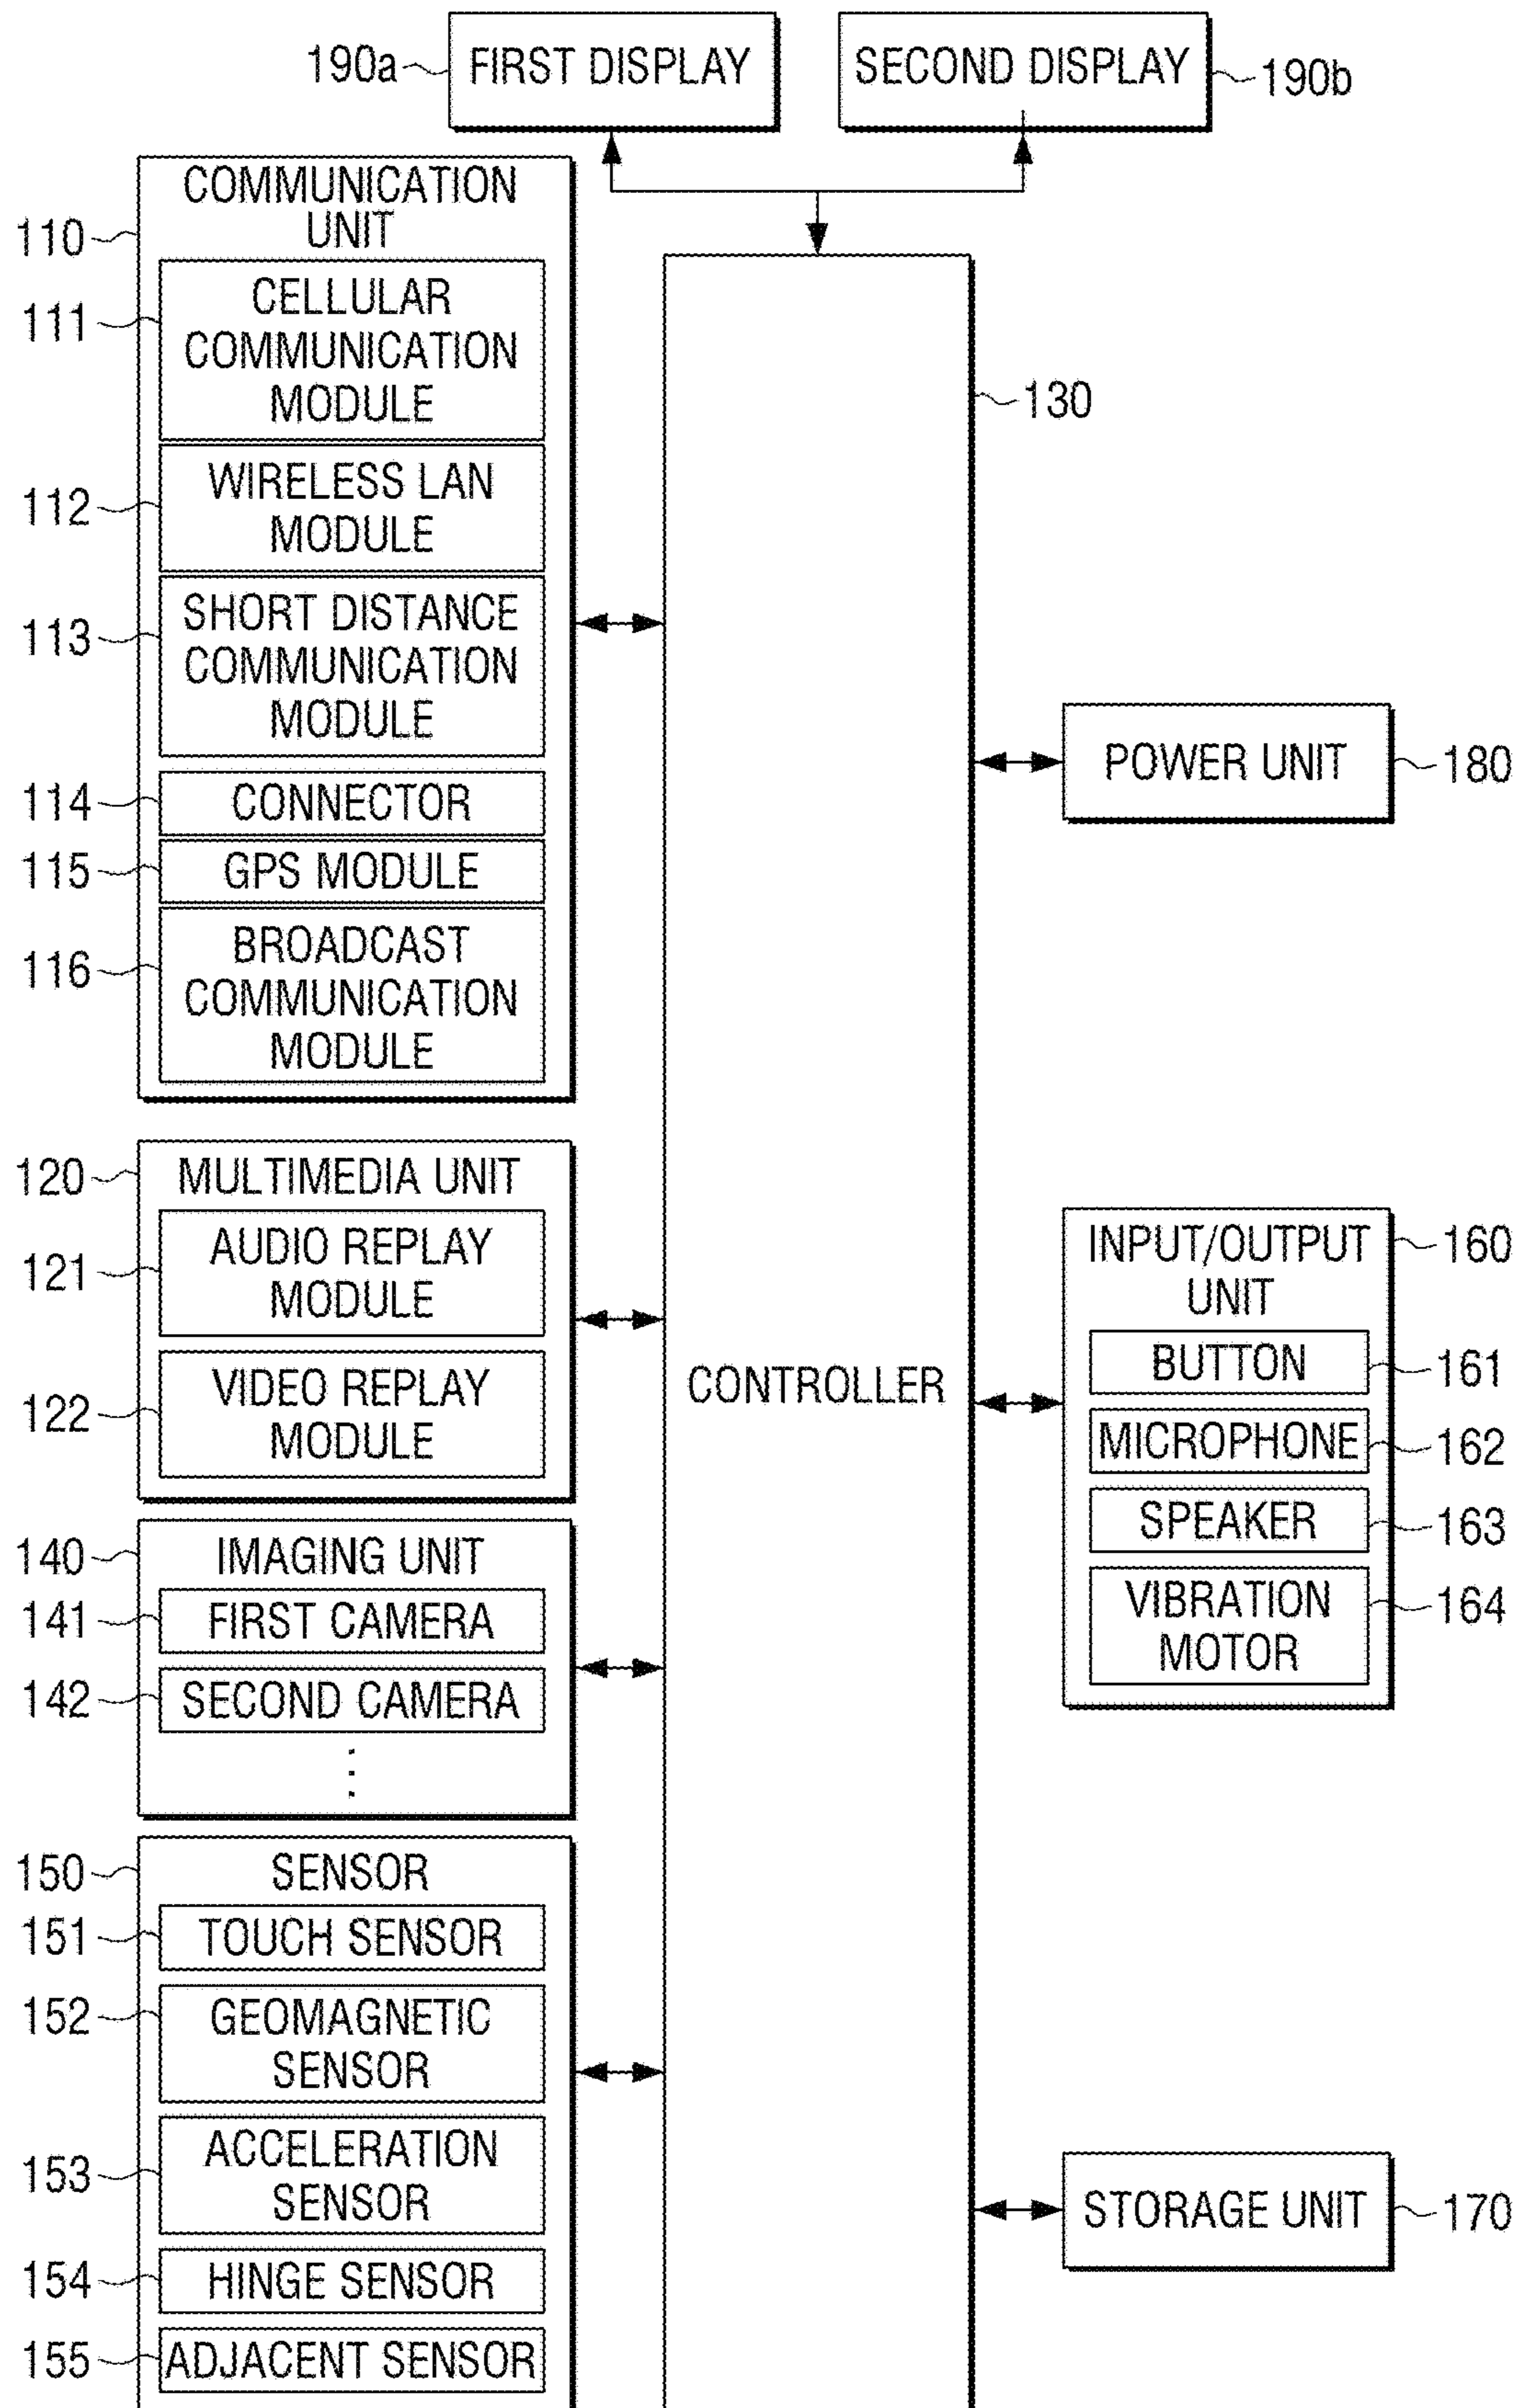 190a
FIRST DISPLAY
SECOND DISPLAY
190b
110
COMMUNICATION
UNIT
111
CELLULAR
COMMUNICATION
MODULE
112
WIRELESS LAN
MODULE
113
SHORT DISTANCE
COMMUNICATION
MODULE
114
CONNECTOR
115
GPS MODULE
116
BROADCAST
COMMUNICATION
MODULE
120
MULTIMEDIA UNIT
121
AUDIO REPLAY
MODULE
122
VIDEO REPLAY
MODULE
140
IMAGING UNIT
141
FIRST CAMERA
142
SECOND CAMERA
150
SENSOR
151
TOUCH SENSOR
152
GEOMAGNETIC
SENSOR
153
ACCELERATION
SENSOR
154
HINGE SENSOR
155
ADJACENT SENSOR
CONTROLLER
130
POWER UNIT
180
INPUT/OUTPUT
UNIT
160
BUTTON
161
MICROPHONE
162
SPEAKER
163
VIBRATION
MOTOR
164
STORAGE UNIT
170